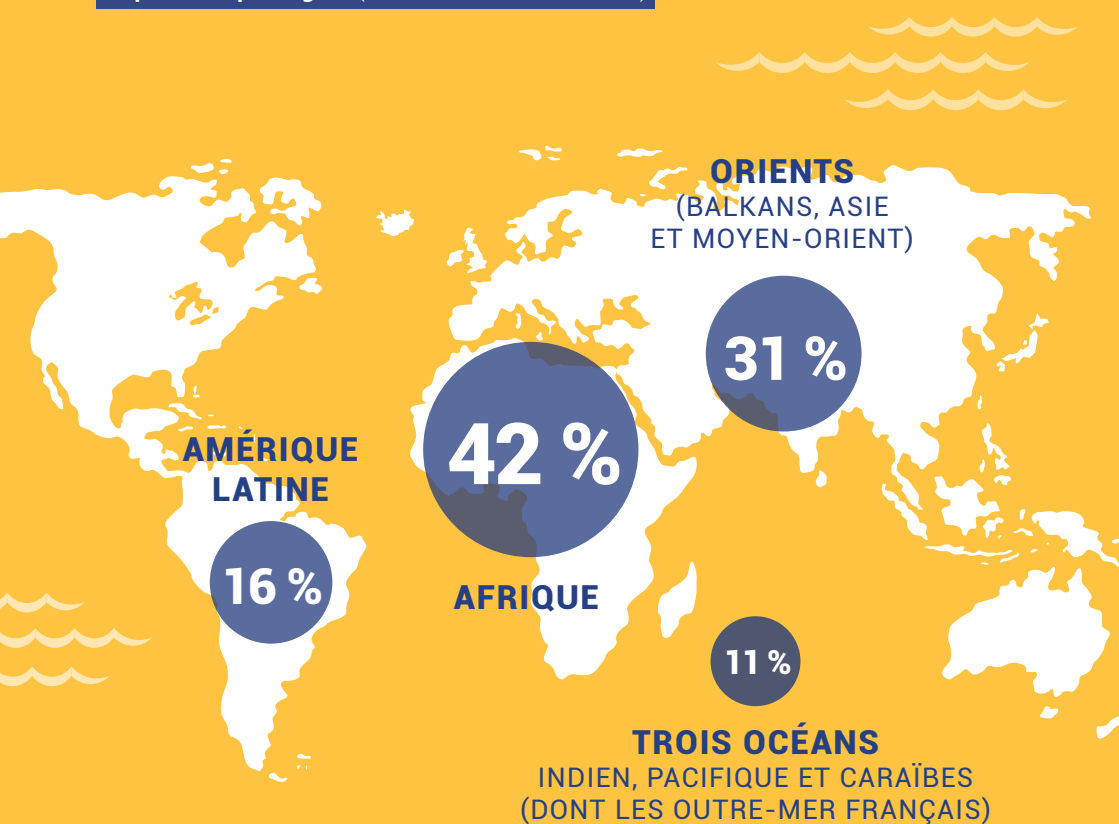 ORIENTS
(BALKANS, ASIE
ET MOYEN-ORIENT)
31 %
42 %
AMÉRIQUE
LATINE
16 %
AFRIQUE
11 %
TROIS OCÉANS
INDIEN, PACIFIQUE ET CARAÏBES
(DONT LES OUTRE-MER FRANÇAIS)